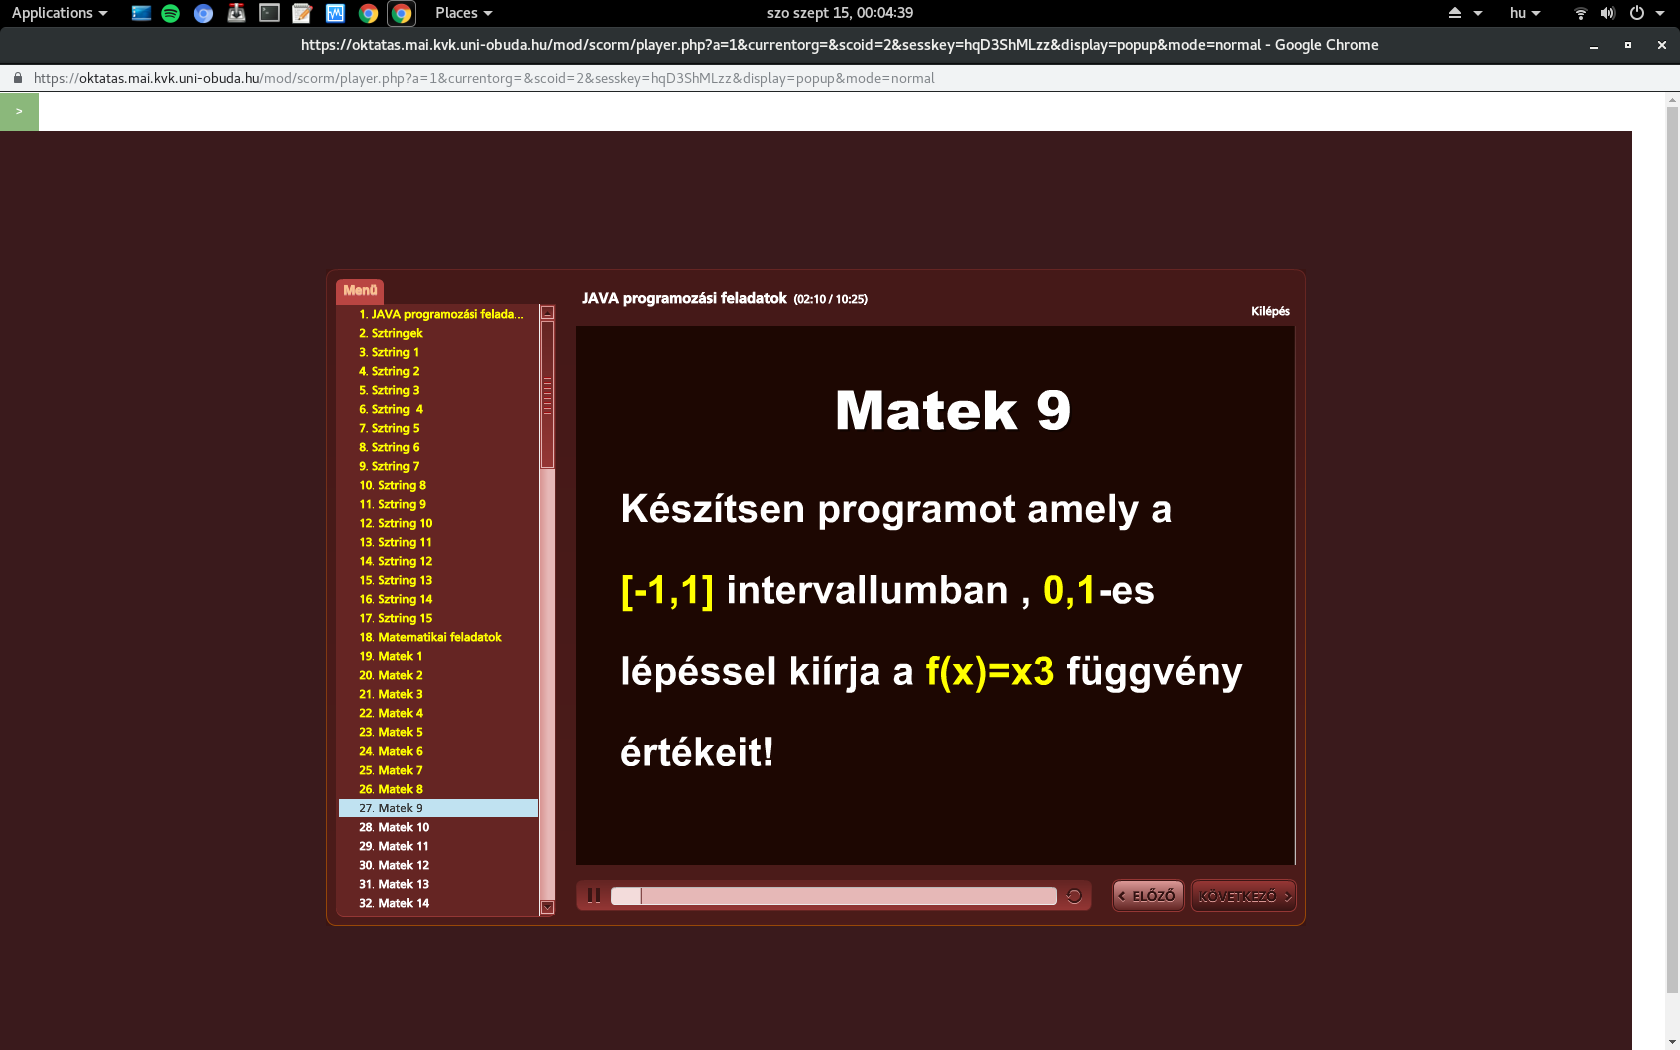 Applications
Places
szo szept 15, 00:04:39
hu
https://oktatas.mai.kvk.uni-obuda.hu/mod/scorm/player.php?a=1&currentorg=&scoid=2&sesskey=hqD3ShMLzz&display=popup&mode=normal - Google Chrome
https://oktatas.mai.kvk.uni-obuda.hu/mod/scorm/player.php?a=1&currentorg=&scoid=2&sesskey=hqD3ShMLzz&display=popup&mode=normal
>
Menü
1. JAVA programozási felada...
2. Sztringek
3. Sztring 1
4. Sztring 2
5. Sztring 3
6. Sztring 4
7. Sztring 5
8. Sztring 6
9. Sztring 7
10. Sztring 8
11. Sztring 9
12. Sztring 10
13. Sztring 11
14. Sztring 12
15. Sztring 13
16. Sztring 14
17. Sztring 15
18. Matematikai feladatok
19. Matek 1
20. Matek 2
21. Matek 3
22. Matek 4
23. Matek 5
24. Matek 6
25. Matek 7
26. Matek 8
27. Matek 9
28. Matek 10
29. Matek 11
30. Matek 12
31. Matek 13
32. Matek 14
JAVA programozási feladatok (02:10 / 10:25)
Kilépés
Matek 9
Készítsen programot amely a
[-1,1] intervallumban , 0,1-es
lépéssel kiírja a f(x)=x3 függvény
értékeit!
< ELŐZŐ
KÖVETKEZŐ >